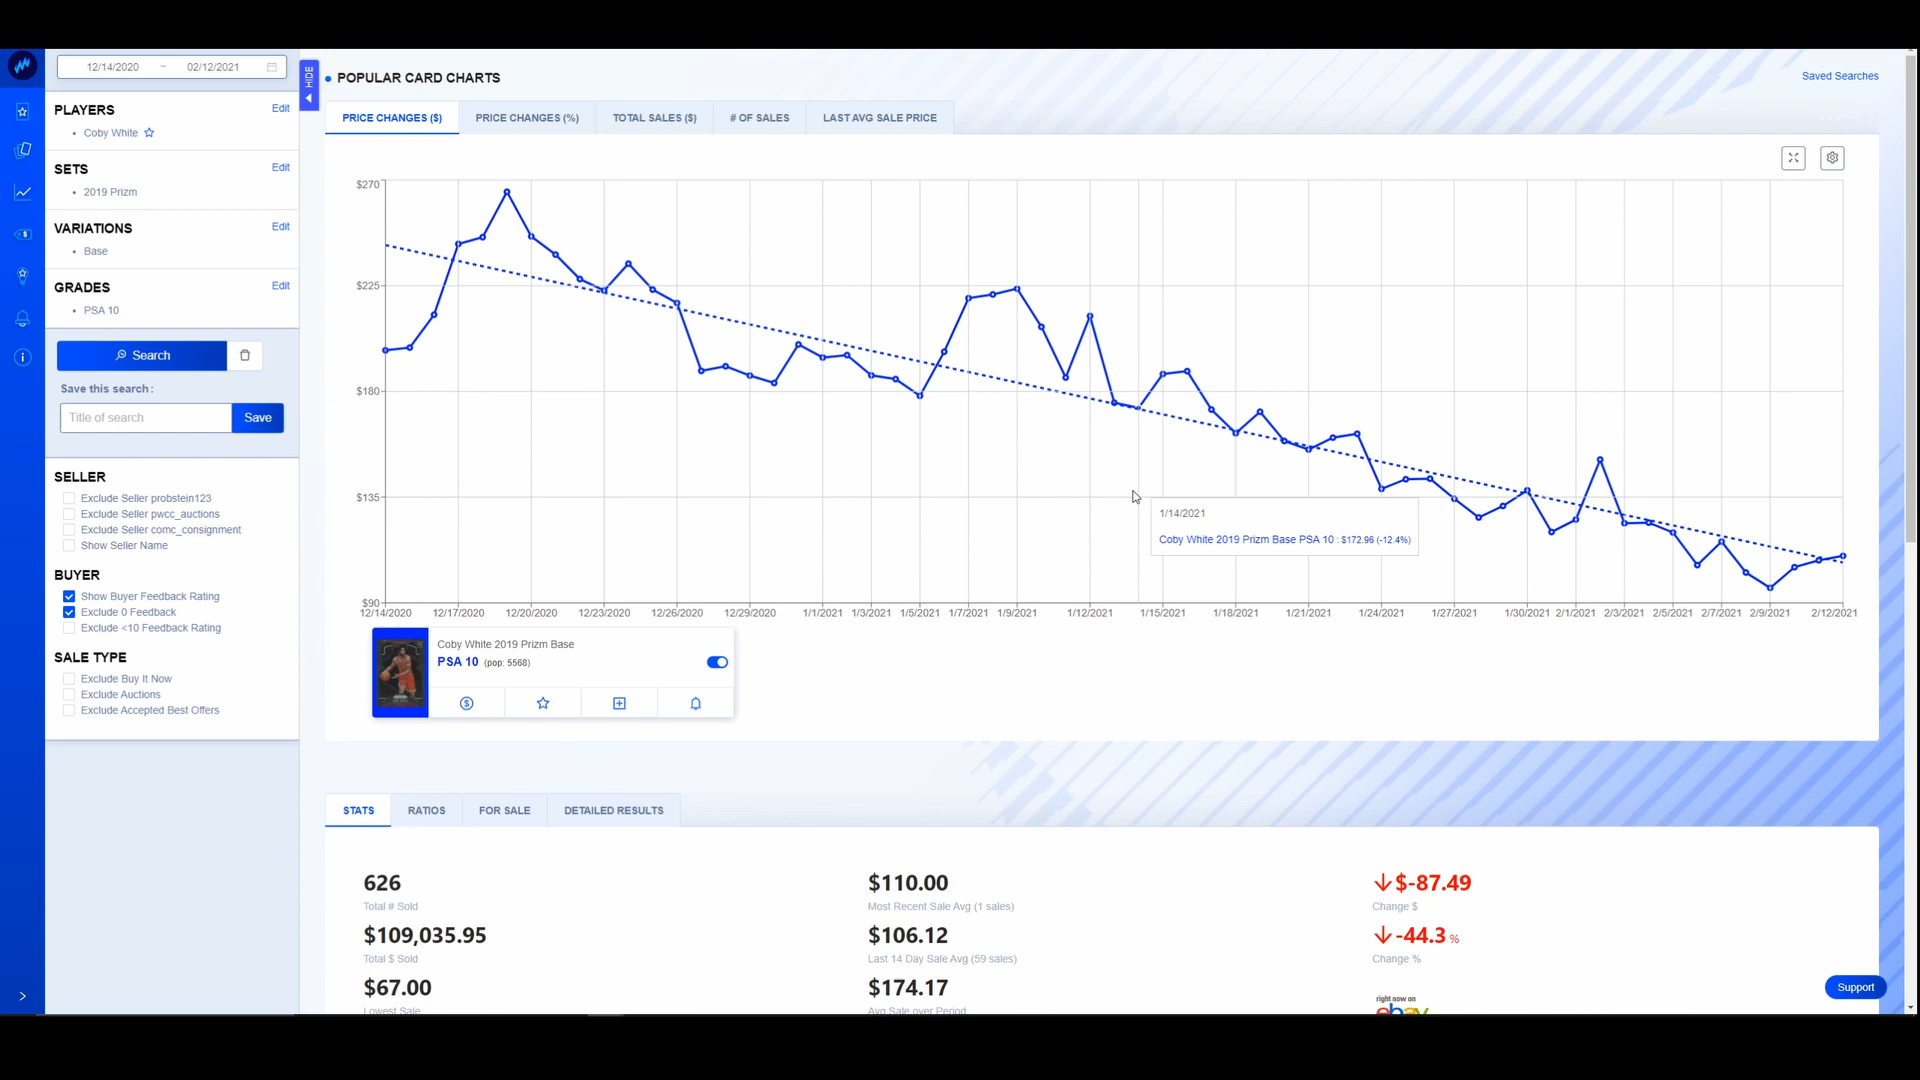 12/14/2020 ~ 02/12/2021
HIDE
POPULAR CARD CHARTS
Saved Searches
PLAYERS Edit
Coby White
SETS Edit
2019 Prizm
VARIATIONS Edit
Base
GRADES Edit
PSA 10
Search
Save this search:
Title of search Save
SELLER
Exclude Seller probstein123
Exclude Seller pwcc_auctions
Exclude Seller comc_consignment
Show Seller Name
BUYER
Show Buyer Feedback Rating
Exclude 0 Feedback
Exclude <10 Feedback Rating
SALE TYPE
Exclude Buy It Now
Exclude Auctions
Exclude Accepted Best Offers
PRICE CHANGES ($) PRICE CHANGES (%) TOTAL SALES ($) # OF SALES LAST AVG SALE PRICE
$270
$225
$180
$135
$90
1/14/2021
Coby White 2019 Prizm Base PSA 10 : $172.96 (-12.4%)
12/14/2020 12/17/2020 12/20/2020 12/23/2020 12/26/2020 12/29/2020 1/1/2021 1/3/2021 1/5/2021 1/7/2021 1/9/2021 1/12/2021 1/15/2021 1/18/2021 1/21/2021 1/24/2021 1/27/2021 1/30/2021 2/1/2021 2/3/2021 2/5/2021 2/7/2021 2/9/2021 2/12/2021
Coby White 2019 Prizm Base
PSA 10 (pop: 5568)
STATS RATIOS FOR SALE DETAILED RESULTS
626
Total # Sold
$109,035.95
Total $ Sold
$67.00
Lowest Sale
$110.00
Most Recent Sale Avg (1 sales)
$106.12
Last 14 Day Sale Avg (59 sales)
$174.17
Avg Sale over Period
$-87.49
Change $
-44.3 %
Change %
right now on
ebay
Support